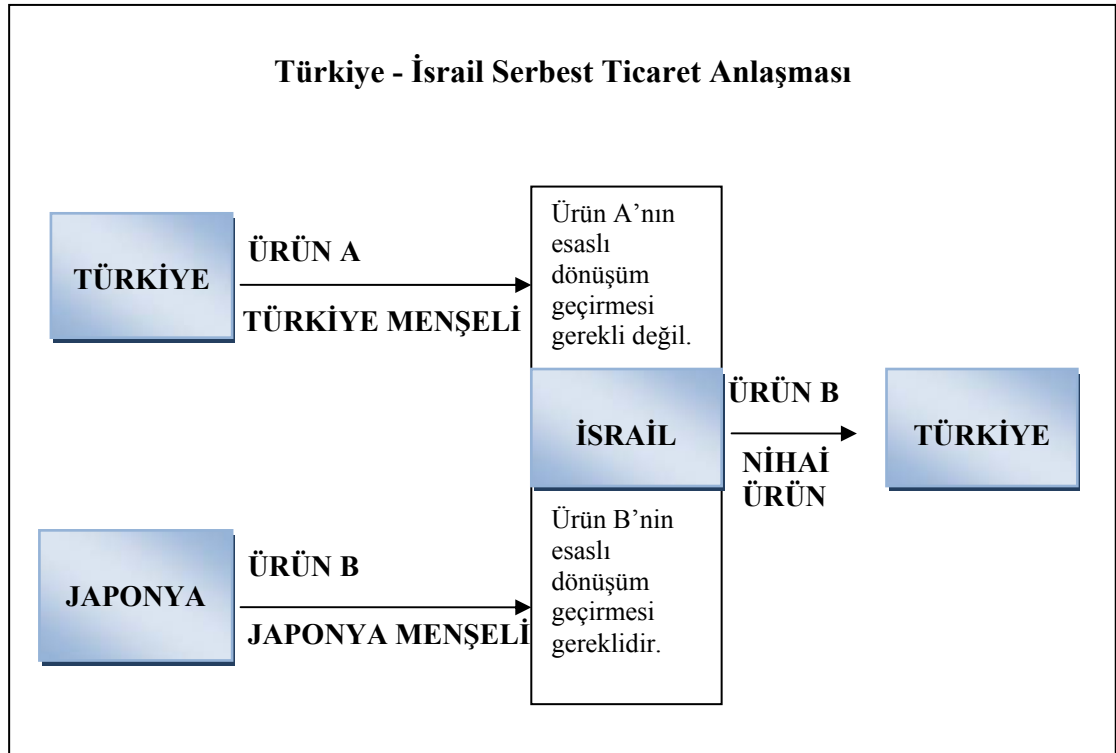 Türkiye - İsrail Serbest Ticaret Anlaşması
TÜRKİYE
ÜRÜN A
TÜRKİYE MENŞELİ
Ürün A’nın
esaslı
dönüşüm
geçirmesi
gerekli değil.
İSRAİL
ÜRÜN B
NİHAİ
ÜRÜN
TÜRKİYE
JAPONYA
ÜRÜN B
JAPONYA MENŞELİ
Ürün B’nin
esaslı
dönüşüm
geçirmesi
gereklidir.